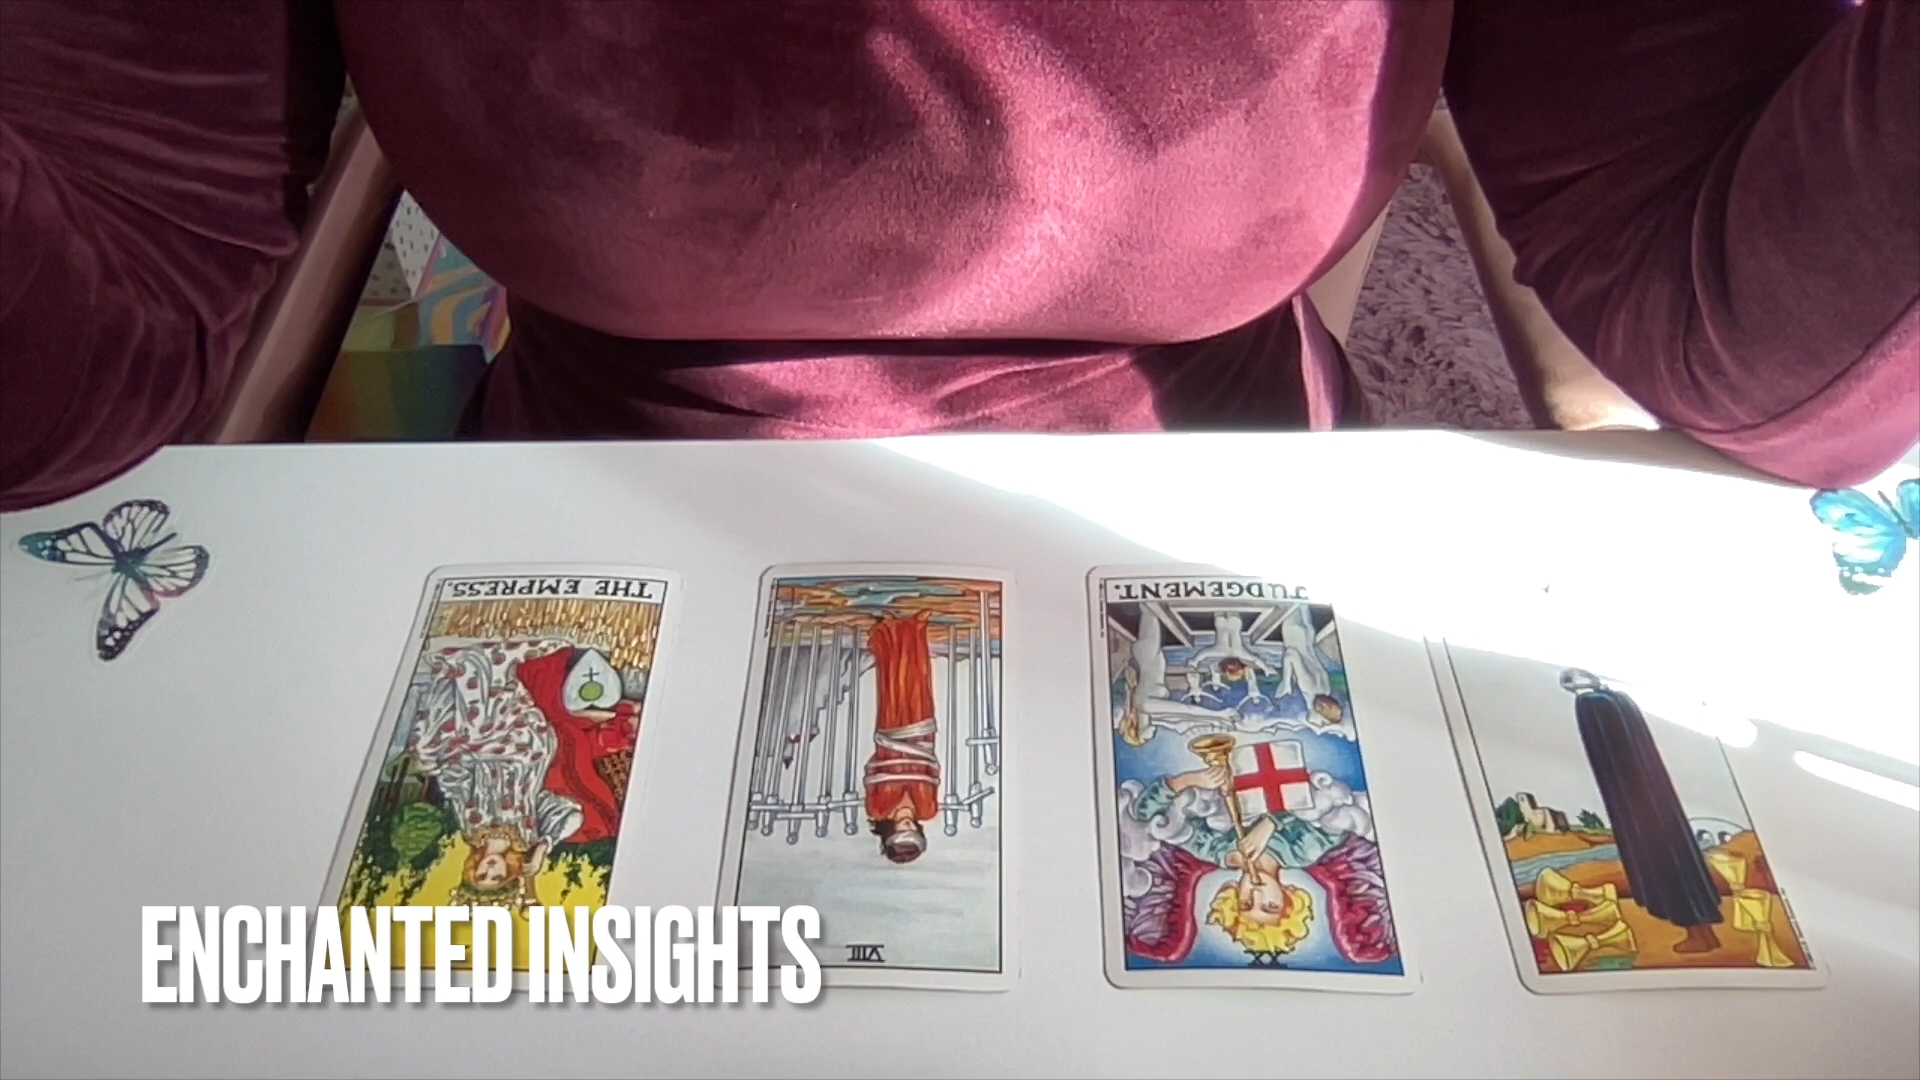 THE EMPRESS.
JUDGEMENT.
VIII
XX
ENCHANTED INSIGHTS